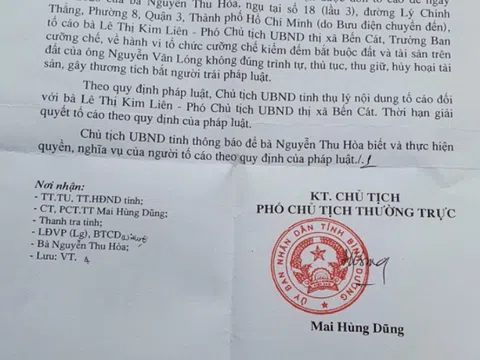 của bà Nguyễn Thu Hòa, ngụ tại số 18 (lầu 3), đường Lý Chính
Thắng, Phường 8, Quận 3, Thành phố Hồ Chí Minh (do Bưu điện chuyển đến),
tố cáo bà Lê Thị Kim Liên - Phó Chủ tịch UBND thị xã Bến Cát, Trưởng Ban
cưỡng chế, về hành vi tổ chức cưỡng chế kiểm đếm bắt buộc đất và tài sản trên
đất của ông Nguyễn Văn Lóng không đúng trình tự, thủ tục, thu giữ, hủy hoại tài
sản, gây thương tích bắt người trái pháp luật.
Theo quy định pháp luật, Chủ tịch UBND tỉnh thụ lý nội dung tố cáo đối
với bà Lê Thị Kim Liên - Phó Chủ tịch UBND thị xã Bến Cát. Thời hạn giải
quyết tố cáo theo quy định của pháp luật.
Chủ tịch UBND tỉnh thông báo để bà Nguyễn Thu Hòa biết và thực hiện
quyền, nghĩa vụ của người tố cáo theo quy định của pháp luật./.
Nơi nhận:
- TT.TU, TT.HĐND tỉnh;
- CT, PCT.TT Mai Hùng Dũng;
- Thanh tra tỉnh;
- LĐVP (Lg), BTCD
- Bà Nguyễn Thu Hòa;
- Lưu: VT.
KT. CHỦ TỊCH
PHÓ CHỦ TỊCH THƯỜNG TRỰC
ỦY BAN NHÂN DÂN TỈNH BÌNH DƯƠNG
Mai Hùng Dũng